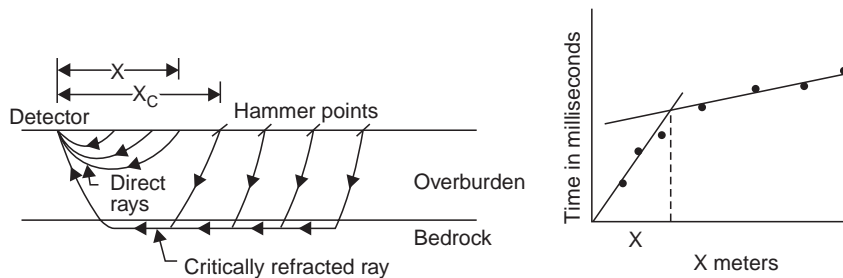 X
X_C
Detector
Hammer points
Direct
rays
Overburden
Bedrock
Critically refracted ray
Time in milliseconds
X
X meters